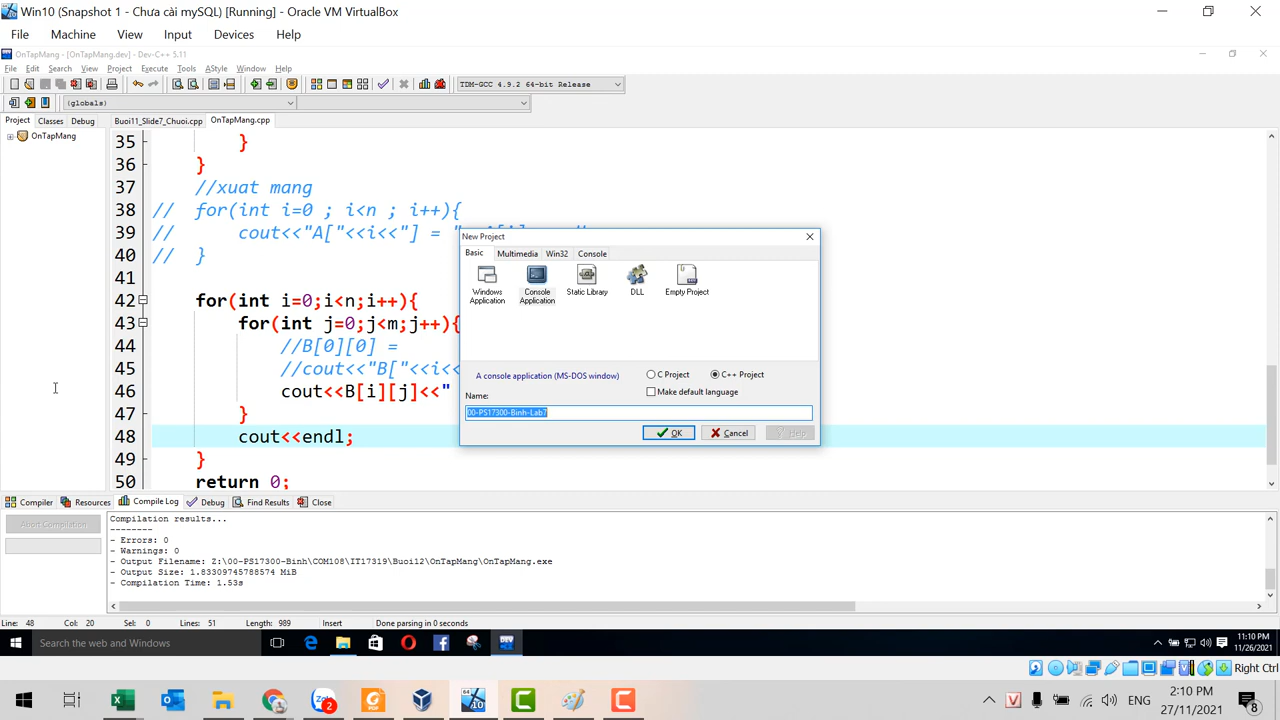 Win10 (Snapshot 1 - Chưa cài mySQL) [Running] - Oracle VM VirtualBox
File Machine View Input Devices Help
OnTapMang - [OnTapMang.dev] - Dev-C++ 5.11
File Edit Search View Project Execute Tools AStyle Window Help
TDM-GCC 4.9.2 64-bit Release
(globals)
Project Classes Debug Buoi11_Slide7_Chuoi.cpp OnTapMang.cpp
OnTapMang
35 }
36 }
37 //xuat mang
38 // for(int i=0 ; i<n ; i++){
39 // cout<<"A["<<i<<"] =
40 // }
41
42 for(int i=0;i<n;i++){
43 for(int j=0;j<m;j++){
44 //B[0][0] =
45 //cout<<"B["<<i<<
46 cout<<B[i][j]<<"
47 }
48 cout<<endl;
49 }
50 return 0;
New Project
Basic Multimedia Win32 Console
Windows Application
Console Application
Static Library
DLL
Empty Project
A console application (MS-DOS window)
C Project C++ Project
Make default language
Name:
00-PS17300-Binh-Lab7
OK Cancel Help
Compiler Resources Compile Log Debug Find Results Close
Abort Compilation
Compilation results...
--------
- Errors: 0
- Warnings: 0
- Output Filename: Z:\00-PS17300-Binh\COM108\IT17319\Buoi12\OnTapMang\OnTapMang.exe
- Output Size: 1.83309745788574 MiB
- Compilation Time: 1.53s
Line: 48 Col: 20 Sel: 0 Lines: 51 Length: 989 Insert Done parsing in 0 seconds
Search the web and Windows
DEV
11:10 PM
11/26/2021
Right Ctrl
64
10
Zalo
2
PDF
V
ENG
2:10 PM
27/11/2021
8